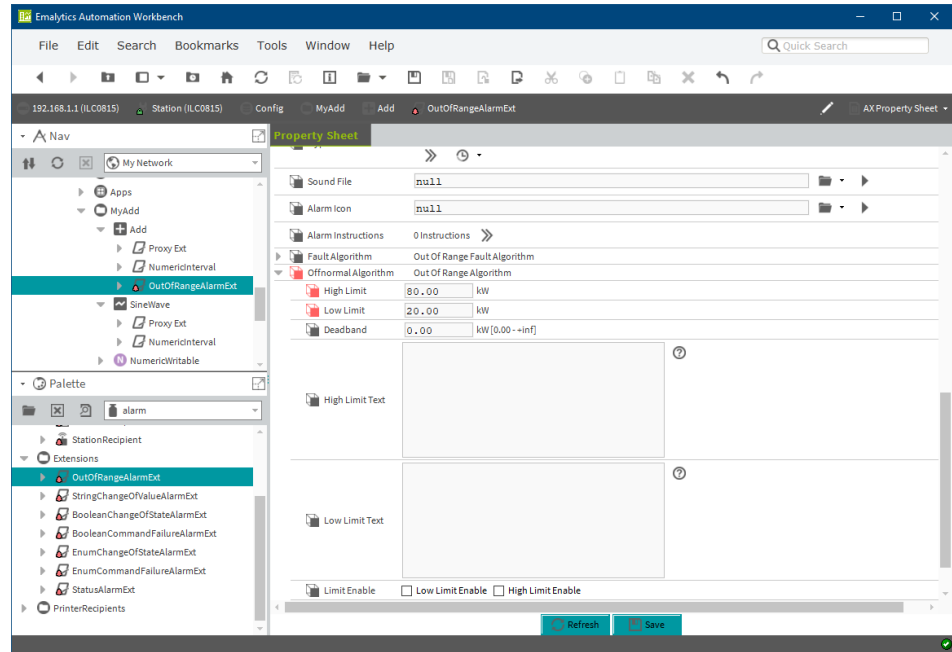 Emalytics Automation Workbench
File Edit Search Bookmarks Tools Window Help
Quick Search
192.168.1.1 (ILC0815) Station (ILC0815) Config MyAdd Add OutOfRangeAlarmExt AX Property Sheet
Nav
My Network
Apps
MyAdd
Add
Proxy Ext
NumericInterval
OutOfRangeAlarmExt
SineWave
Proxy Ext
NumericInterval
N NumericWritable
Palette
alarm
StationRecipient
Extensions
OutOfRangeAlarmExt
StringChangeOfValueAlarmExt
BooleanChangeOfStateAlarmExt
BooleanCommandFailureAlarmExt
EnumChangeOfStateAlarmExt
EnumCommandFailureAlarmExt
StatusAlarmExt
PrinterRecipients
Property Sheet
Sound File null
Alarm Icon null
Alarm Instructions 0 Instructions
Fault Algorithm Out Of Range Fault Algorithm
Offnormal Algorithm Out Of Range Algorithm
High Limit 80.00 kW
Low Limit 20.00 kW
Deadband 0.00 kW [0.00 - +inf]
High Limit Text
Low Limit Text
Limit Enable Low Limit Enable High Limit Enable
Refresh Save